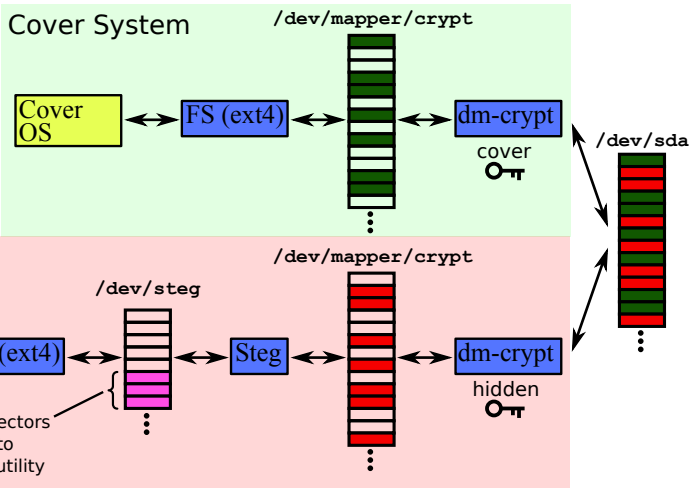 Cover System
/dev/mapper/crypt
Cover
OS
FS (ext4)
dm-crypt
cover
/dev/sda
/dev/mapper/crypt
/dev/steg
(ext4)
Steg
dm-crypt
hidden
ectors
to
utility